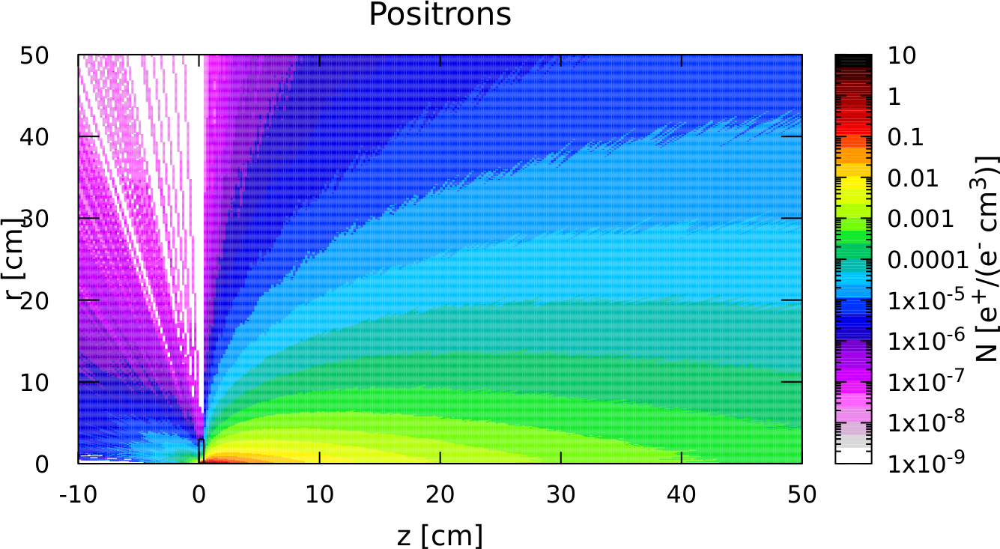 Positrons
50
40
30
20
10
0
r [cm]
-10 0 10 20 30 40 50
z [cm]
10
1
0.1
0.01
0.001
0.0001
1x10-5
1x10-6
1x10-7
1x10-8
1x10-9
N [e+/(e- cm3)]